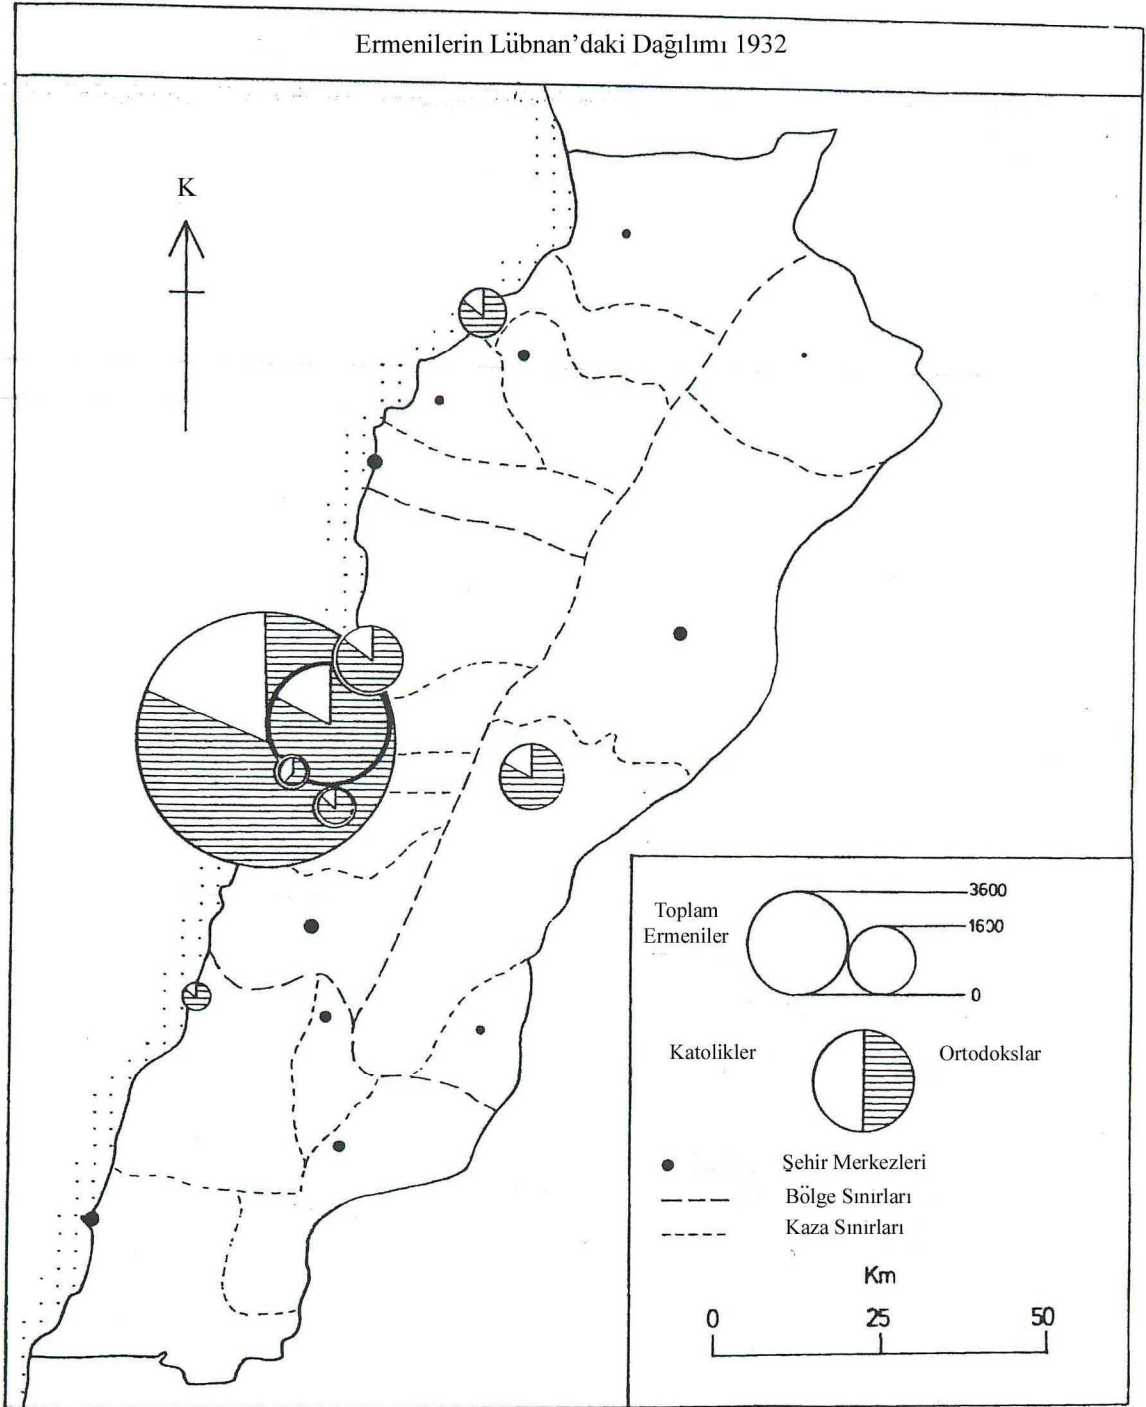 Ermenilerin Lübnan’daki Dağılımı 1932
K
Toplam
Ermeniler
3600
1600
0
Katolikler
Ortodokslar
Şehir Merkezleri
Bölge Sınırları
Kaza Sınırları
Km
0
25
50